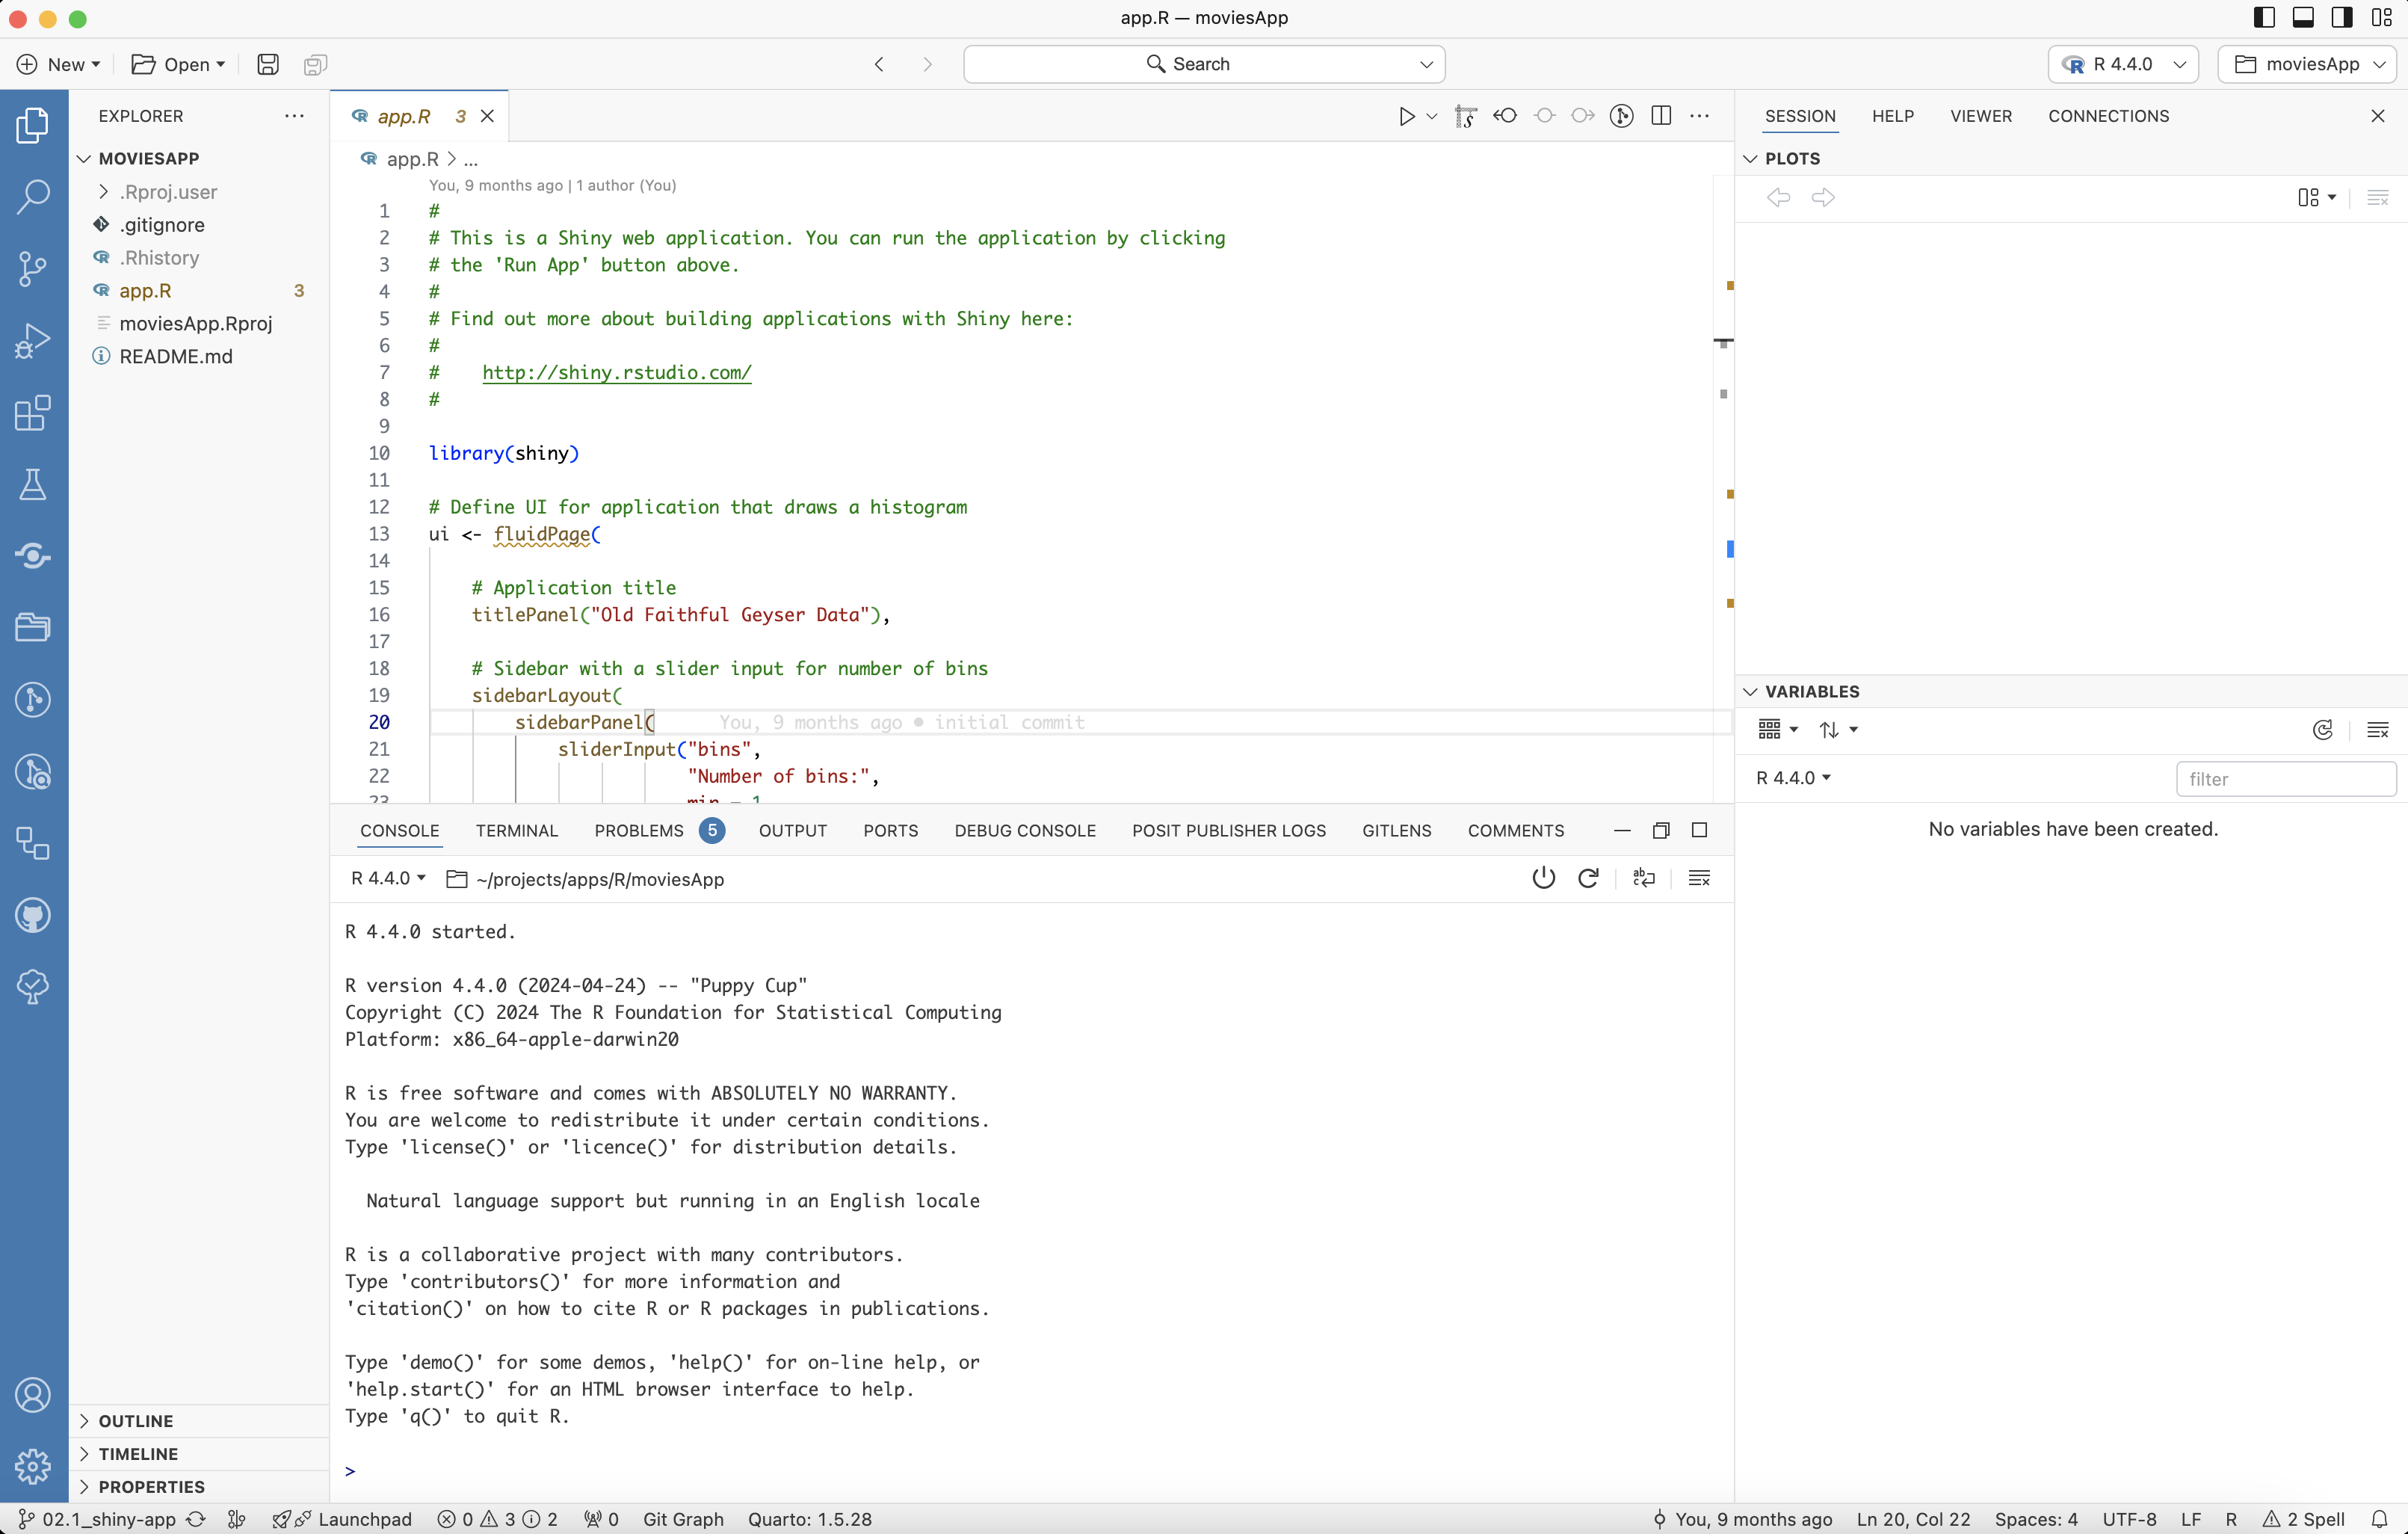 app.R — moviesApp
New
Open
Search
R 4.4.0
moviesApp
EXPLORER
MOVIESAPP
.Rproj.user
.gitignore
.Rhistory
app.R 3
moviesApp.Rproj
README.md
OUTLINE
TIMELINE
PROPERTIES
app.R 3
app.R > ...
You, 9 months ago | 1 author (You)
1 #
2 # This is a Shiny web application. You can run the application by clicking
3 # the 'Run App' button above.
4 #
5 # Find out more about building applications with Shiny here:
6 #
7 #    http://shiny.rstudio.com/
8 #
9
10 library(shiny)
11
12 # Define UI for application that draws a histogram
13 ui <- fluidPage(
14
15     # Application title
16     titlePanel("Old Faithful Geyser Data"),
17
18     # Sidebar with a slider input for number of bins
19     sidebarLayout(
20         sidebarPanel( You, 9 months ago • initial commit
21             sliderInput("bins",
22                         "Number of bins:",
23                         min = 1
CONSOLE TERMINAL PROBLEMS 5 OUTPUT PORTS DEBUG CONSOLE POSIT PUBLISHER LOGS GITLENS COMMENTS
R 4.4.0 ~/projects/apps/R/moviesApp
R 4.4.0 started.
R version 4.4.0 (2024-04-24) -- "Puppy Cup"
Copyright (C) 2024 The R Foundation for Statistical Computing
Platform: x86_64-apple-darwin20
R is free software and comes with ABSOLUTELY NO WARRANTY.
You are welcome to redistribute it under certain conditions.
Type 'license()' or 'licence()' for distribution details.
  Natural language support but running in an English locale
R is a collaborative project with many contributors.
Type 'contributors()' for more information and
'citation()' on how to cite R or R packages in publications.
Type 'demo()' for some demos, 'help()' for on-line help, or
'help.start()' for an HTML browser interface to help.
Type 'q()' to quit R.
>
SESSION HELP VIEWER CONNECTIONS
PLOTS
VARIABLES
R 4.4.0
filter
No variables have been created.
02.1_shiny-app Launchpad 0 3 2 0 Git Graph Quarto: 1.5.28 You, 9 months ago Ln 20, Col 22 Spaces: 4 UTF-8 LF R 2 Spell